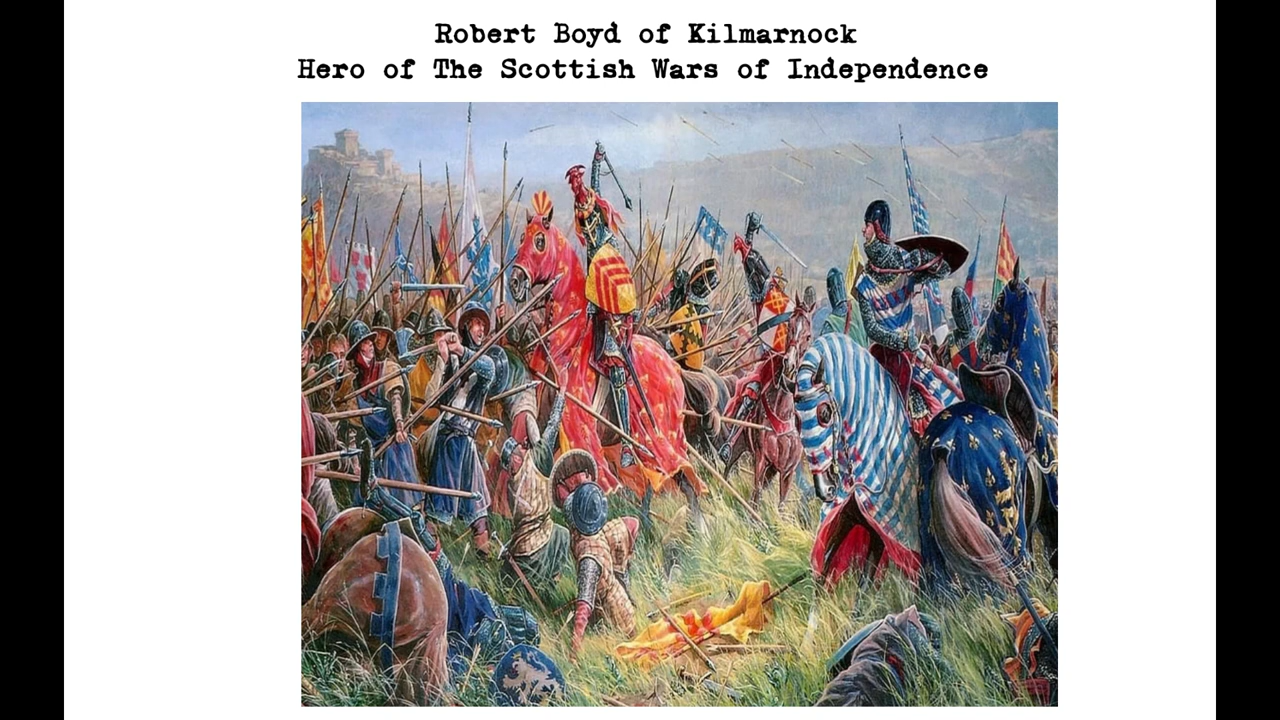 Robert Boyd of Kilmarnock
Hero of The Scottish Wars of Independence